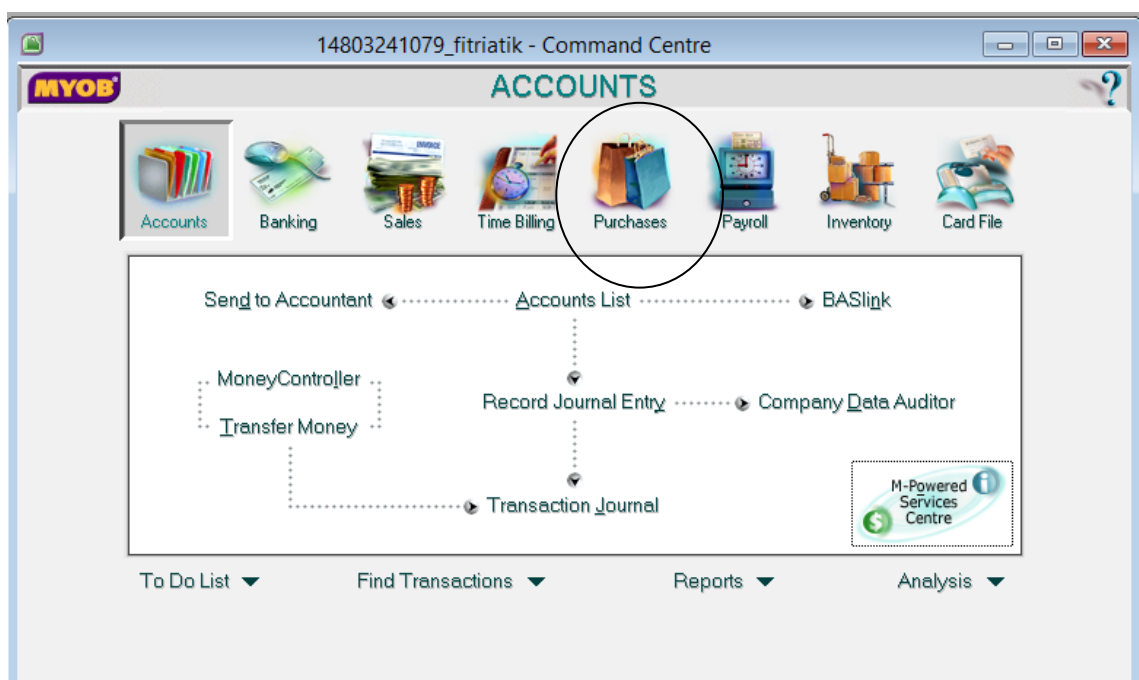 14803241079_fitriatik - Command Centre
MYOB
ACCOUNTS
?
INVOICE
Accounts
Banking
Sales
Time Billing
Purchases
Payroll
Inventory
Card File
Send to Accountant
Accounts List
BASlink
MoneyController
Record Journal Entry
Company Data Auditor
Transfer Money
Transaction Journal
M-Powered
Services
Centre
To Do List
Find Transactions
Reports
Analysis